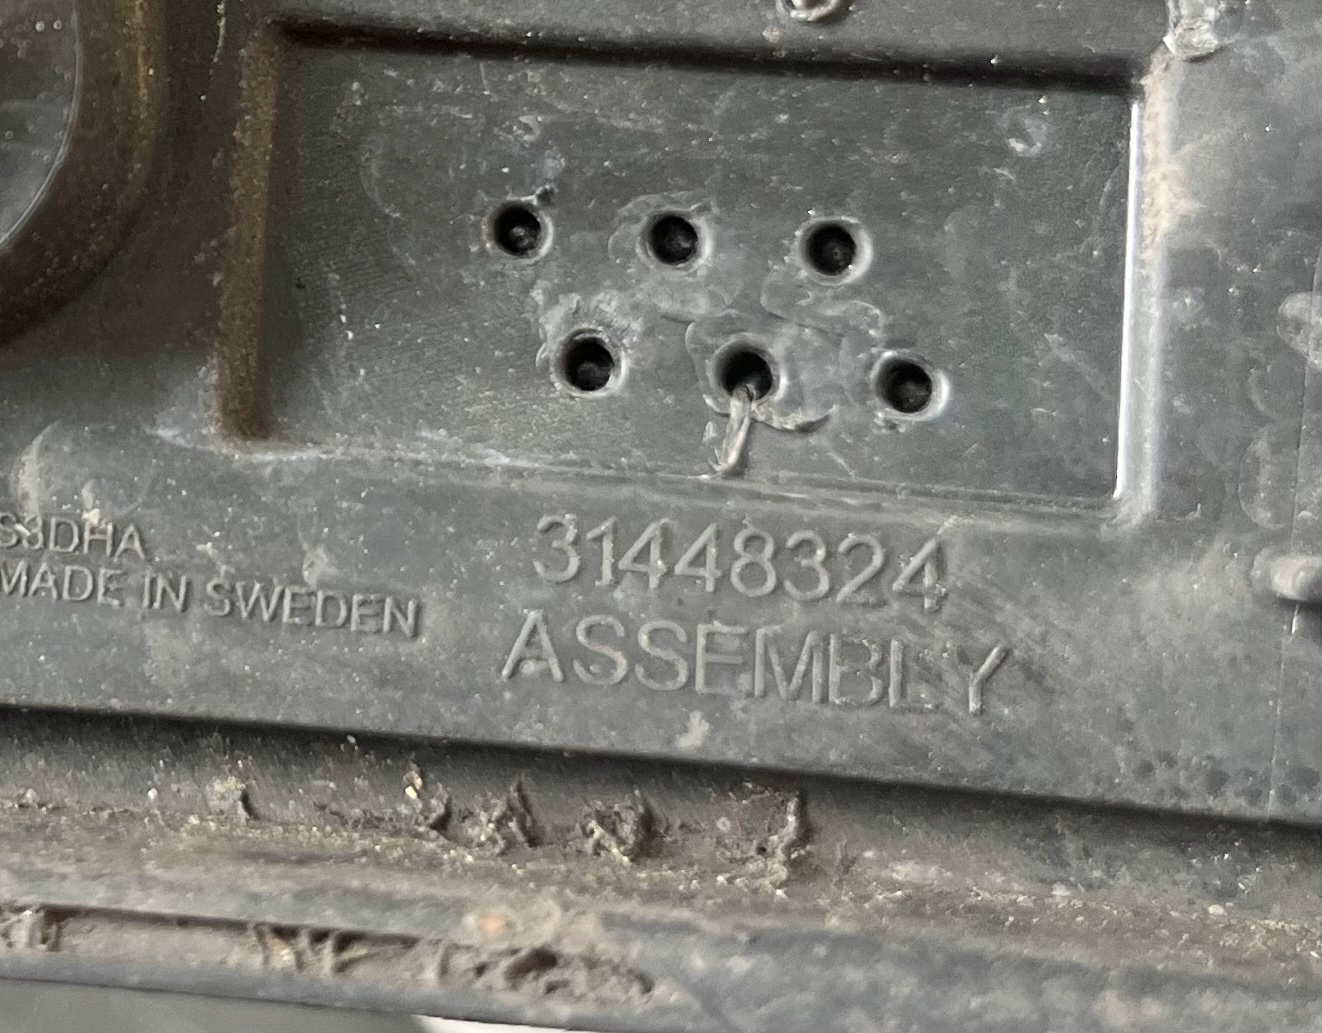 S3DHA
MADE IN SWEDEN
31448324
ASSEMBLY